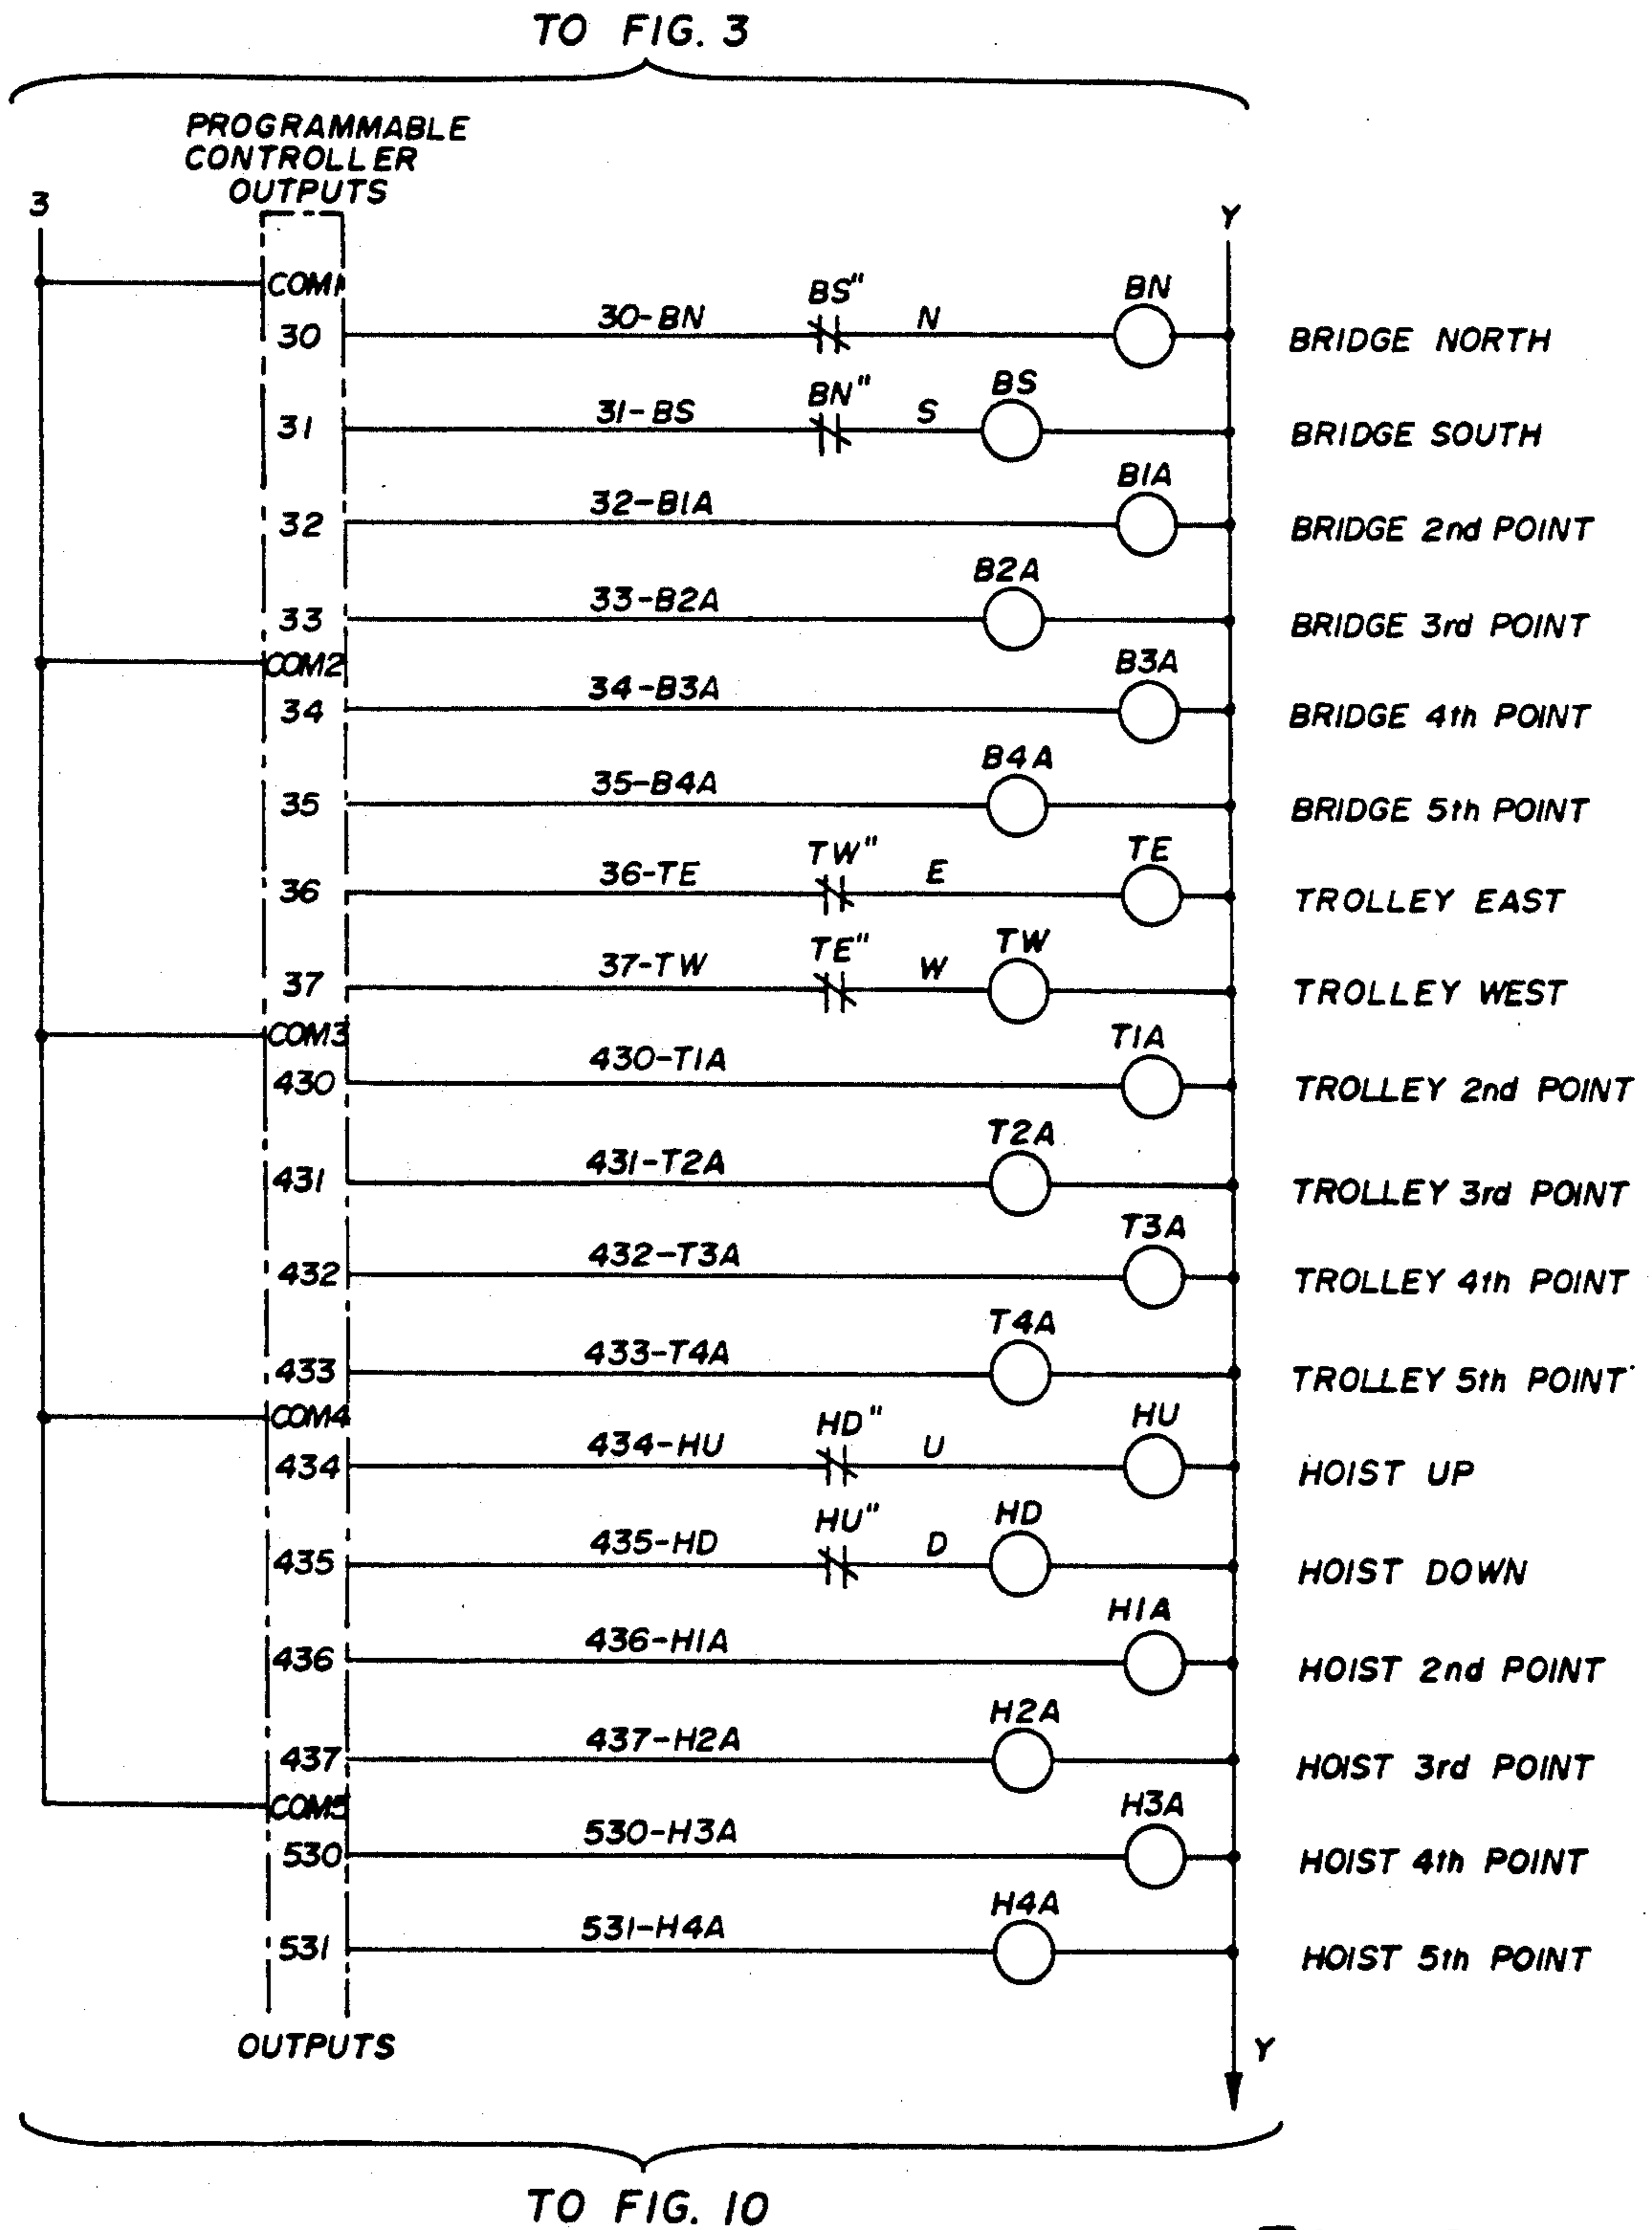 TO FIG. 3
PROGRAMMABLE
CONTROLLER
OUTPUTS
3
Y
COM1
BS" BN
30 30-BN N BRIDGE NORTH
BN" BS
31 31-BS S BRIDGE SOUTH
B1A
32 32-B1A BRIDGE 2nd POINT
B2A
33 33-B2A BRIDGE 3rd POINT
COM2 B3A
34 34-B3A BRIDGE 4th POINT
B4A
35 35-B4A BRIDGE 5th POINT
TW" TE
36 36-TE E TROLLEY EAST
TE" TW
37 37-TW W TROLLEY WEST
COM3 T1A
430 430-T1A TROLLEY 2nd POINT
T2A
431 431-T2A TROLLEY 3rd POINT
T3A
432 432-T3A TROLLEY 4th POINT
T4A
433 433-T4A TROLLEY 5th POINT
COM4 HD" HU
434 434-HU U HOIST UP
HU" HD
435 435-HD D HOIST DOWN
H1A
436 436-H1A HOIST 2nd POINT
H2A
437 437-H2A HOIST 3rd POINT
COM5 H3A
530 530-H3A HOIST 4th POINT
H4A
531 531-H4A HOIST 5th POINT
OUTPUTS
Y
TO FIG. 10